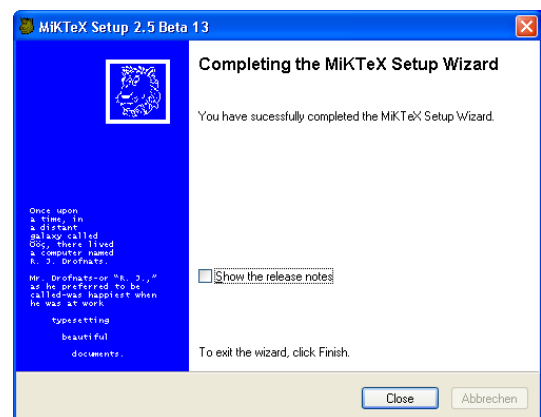 MiKTeX Setup 2.5 Beta 13
Completing the MiKTeX Setup Wizard
You have sucessfully completed the MiKTeX Setup Wizard.
Once upon
a time, in
a distant
galaxy called
Ööç, there lived
a computer named
R. J. Drofnats.
Mr. Drofnats-or "R. J.,"
as he preferred to be
called-was happiest when
he was at work
typesetting
beautiful
documents.
Show the release notes
To exit the wizard, click Finish.
Close
Abbrechen